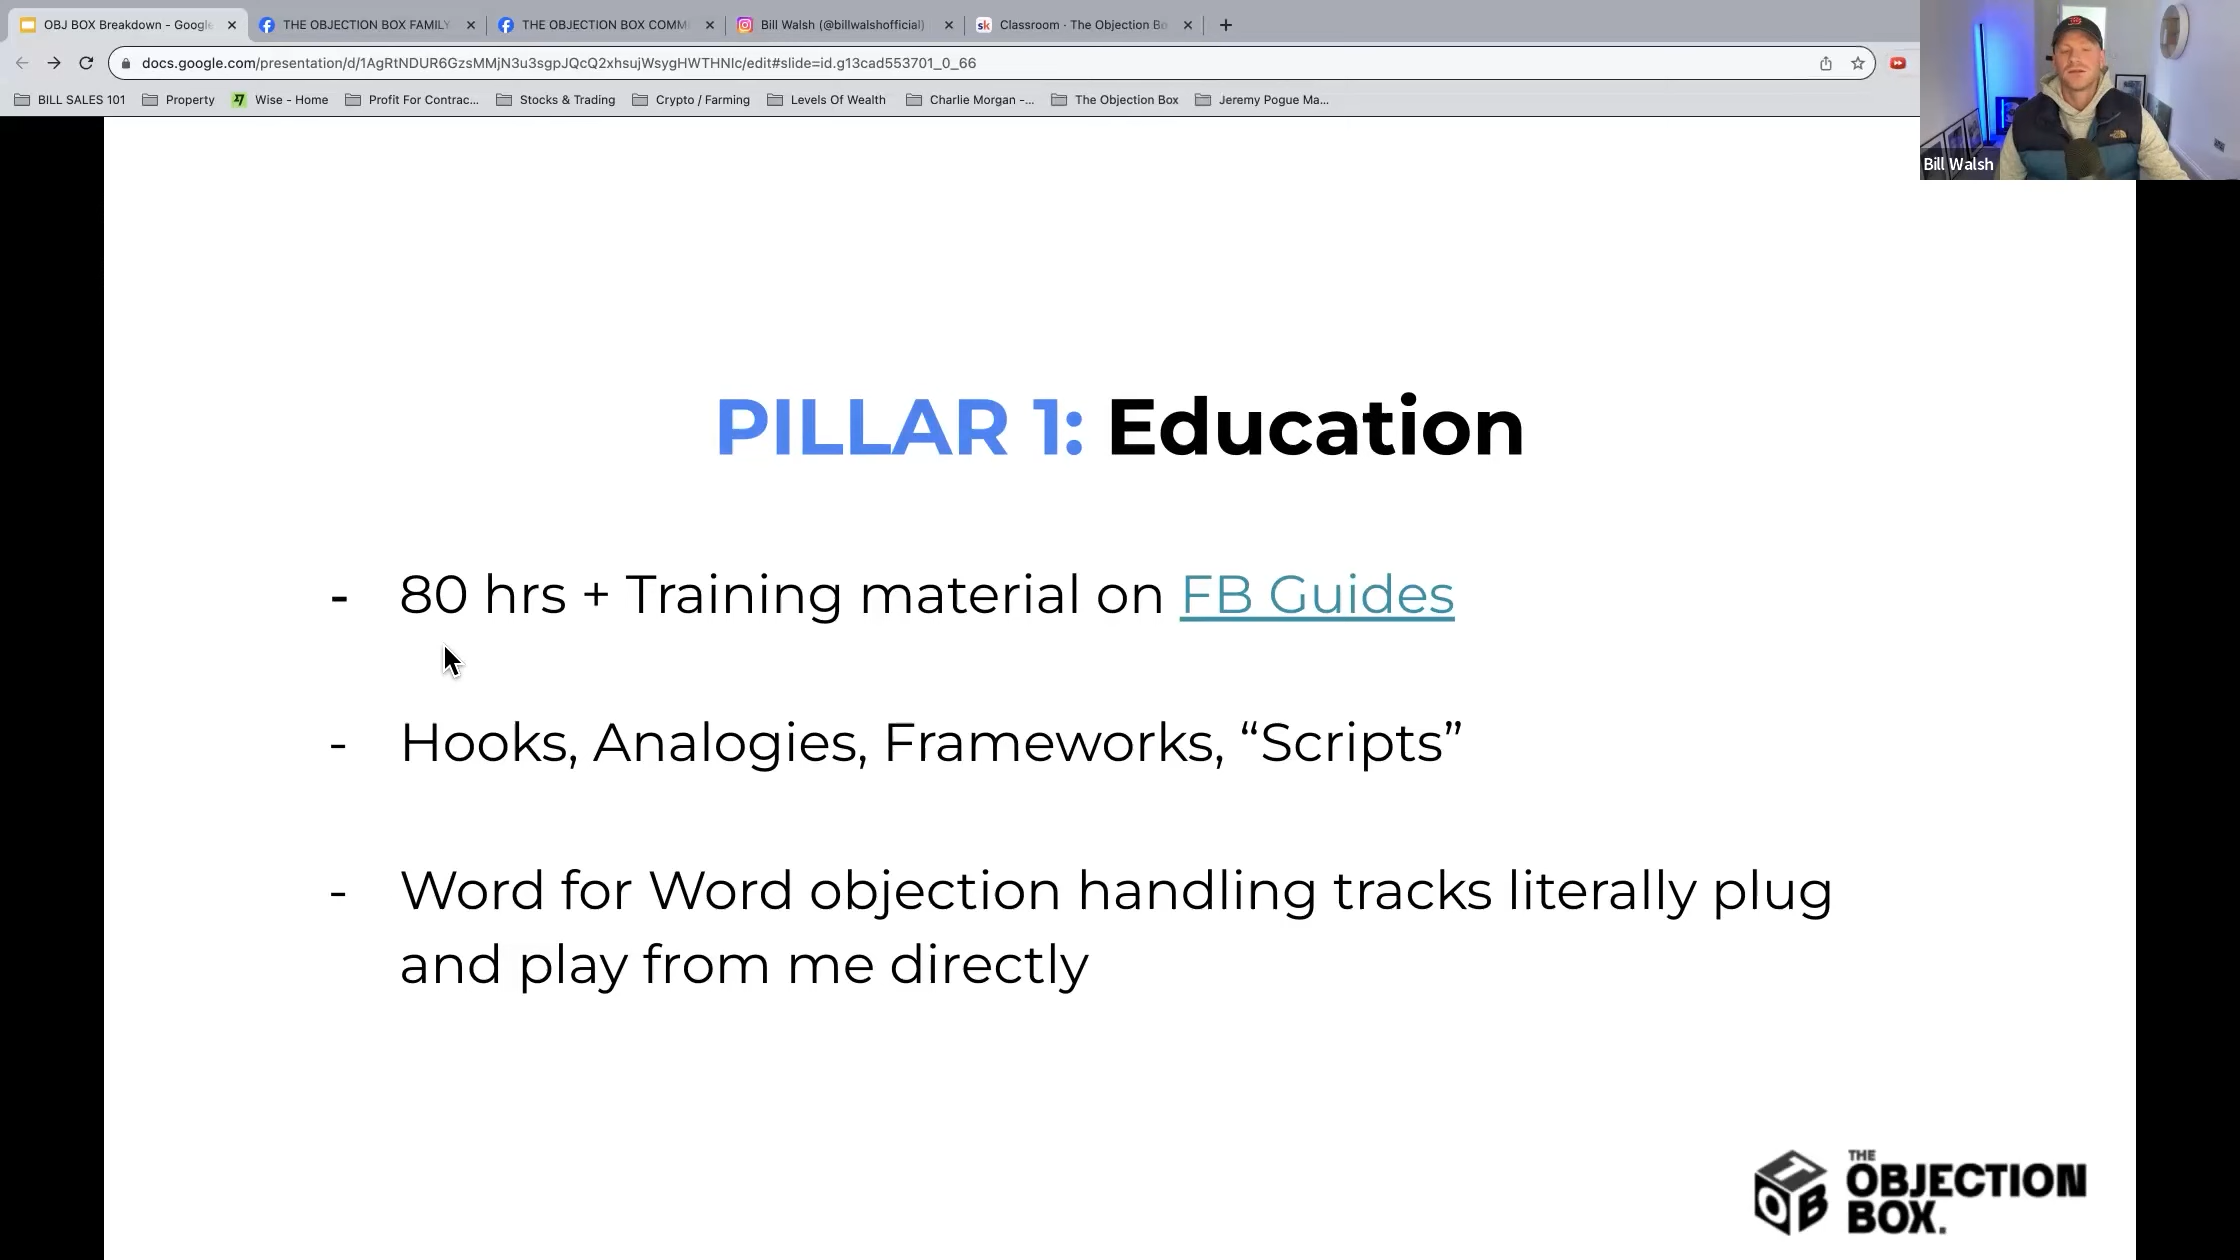 OBJ BOX Breakdown - Google
THE OBJECTION BOX FAMILY
THE OBJECTION BOX COMM
Bill Walsh (@billwalshofficial)
Classroom · The Objection Bo
docs.google.com/presentation/d/1AgRtNDUR6GzsMMjN3u3sgpJQcQ2xhsujWsygHWTHNIc/edit#slide=id.g13cad553701_0_66
BILL SALES 101
Property
Wise - Home
Profit For Contrac...
Stocks & Trading
Crypto / Farming
Levels Of Wealth
Charlie Morgan -...
The Objection Box
Jeremy Pogue Ma...
Bill Walsh
PILLAR 1: Education
- 80 hrs + Training material on FB Guides
- Hooks, Analogies, Frameworks, “Scripts”
- Word for Word objection handling tracks literally plug
and play from me directly
TOB
THE
OBJECTION
BOX.